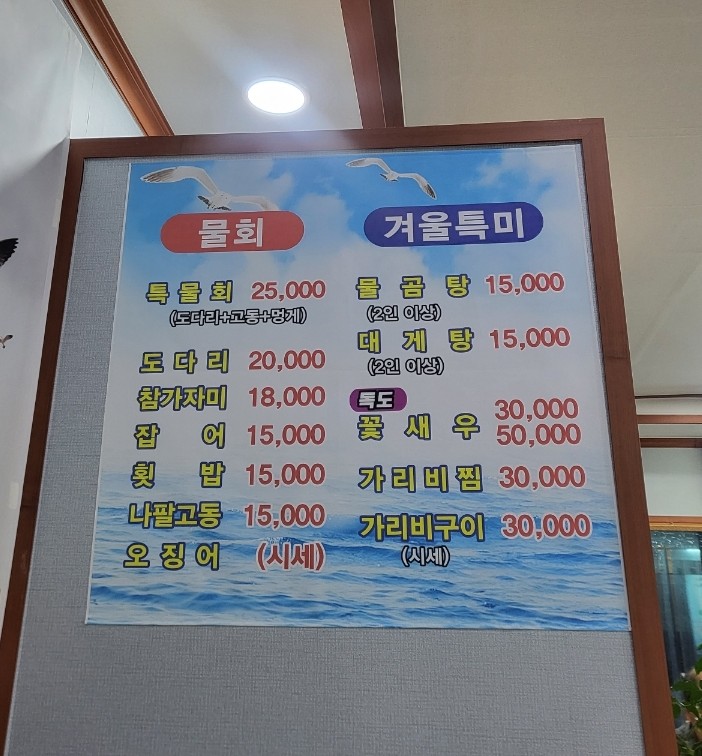 물회
특물회 25,000
(도다리+고동+멍게)
도다리 20,000
참가자미 18,000
잡어 15,000
횟밥 15,000
나팔고동 15,000
오징어 (시세)
겨울특미
물곰탕 15,000
(2인 이상)
대게탕 15,000
(2인 이상)
독도
꽃새우 30,000
50,000
가리비찜 30,000
가리비구이 30,000
(시세)